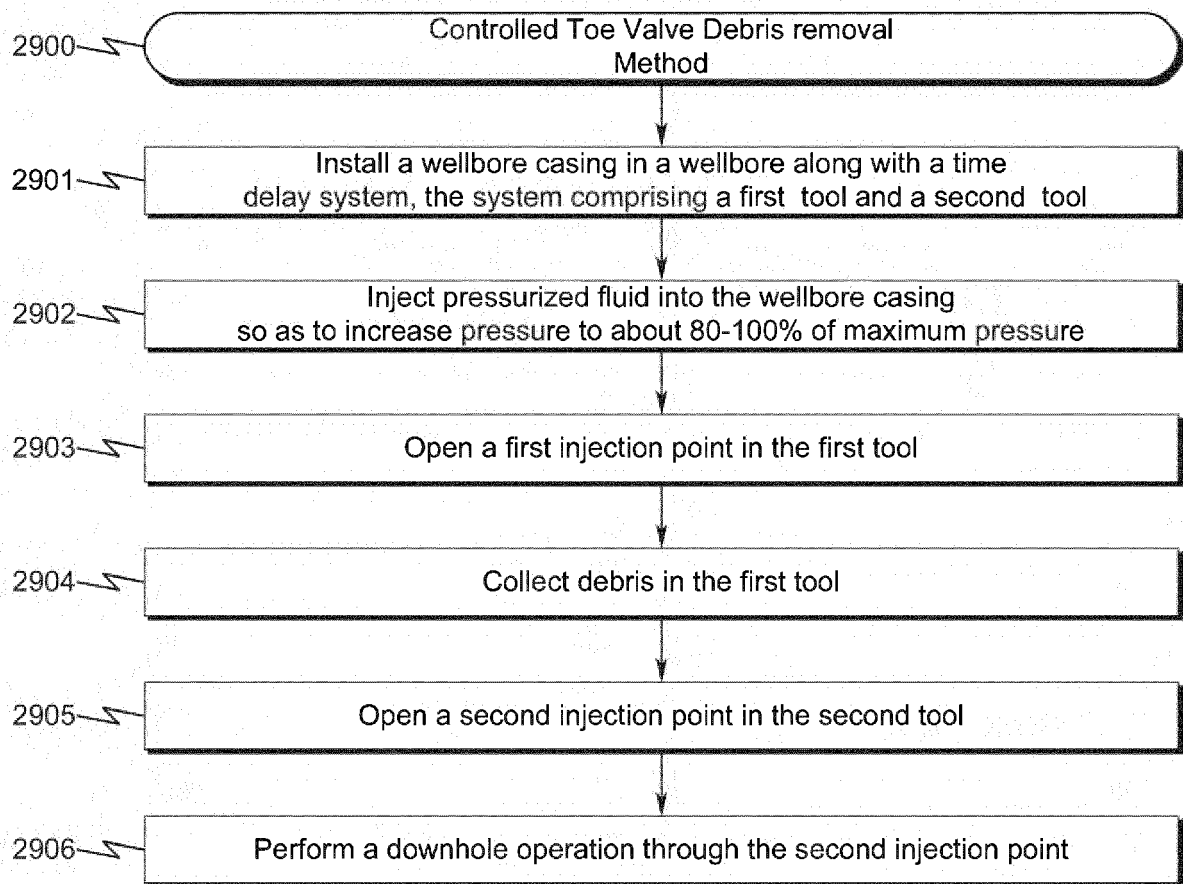 2900
Controlled Toe Valve Debris removal
Method
2901
Install a wellbore casing in a wellbore along with a time
delay system, the system comprising a first tool and a second tool
2902
Inject pressurized fluid into the wellbore casing
so as to increase pressure to about 80-100% of maximum pressure
2903
Open a first injection point in the first tool
2904
Collect debris in the first tool
2905
Open a second injection point in the second tool
2906
Perform a downhole operation through the second injection point